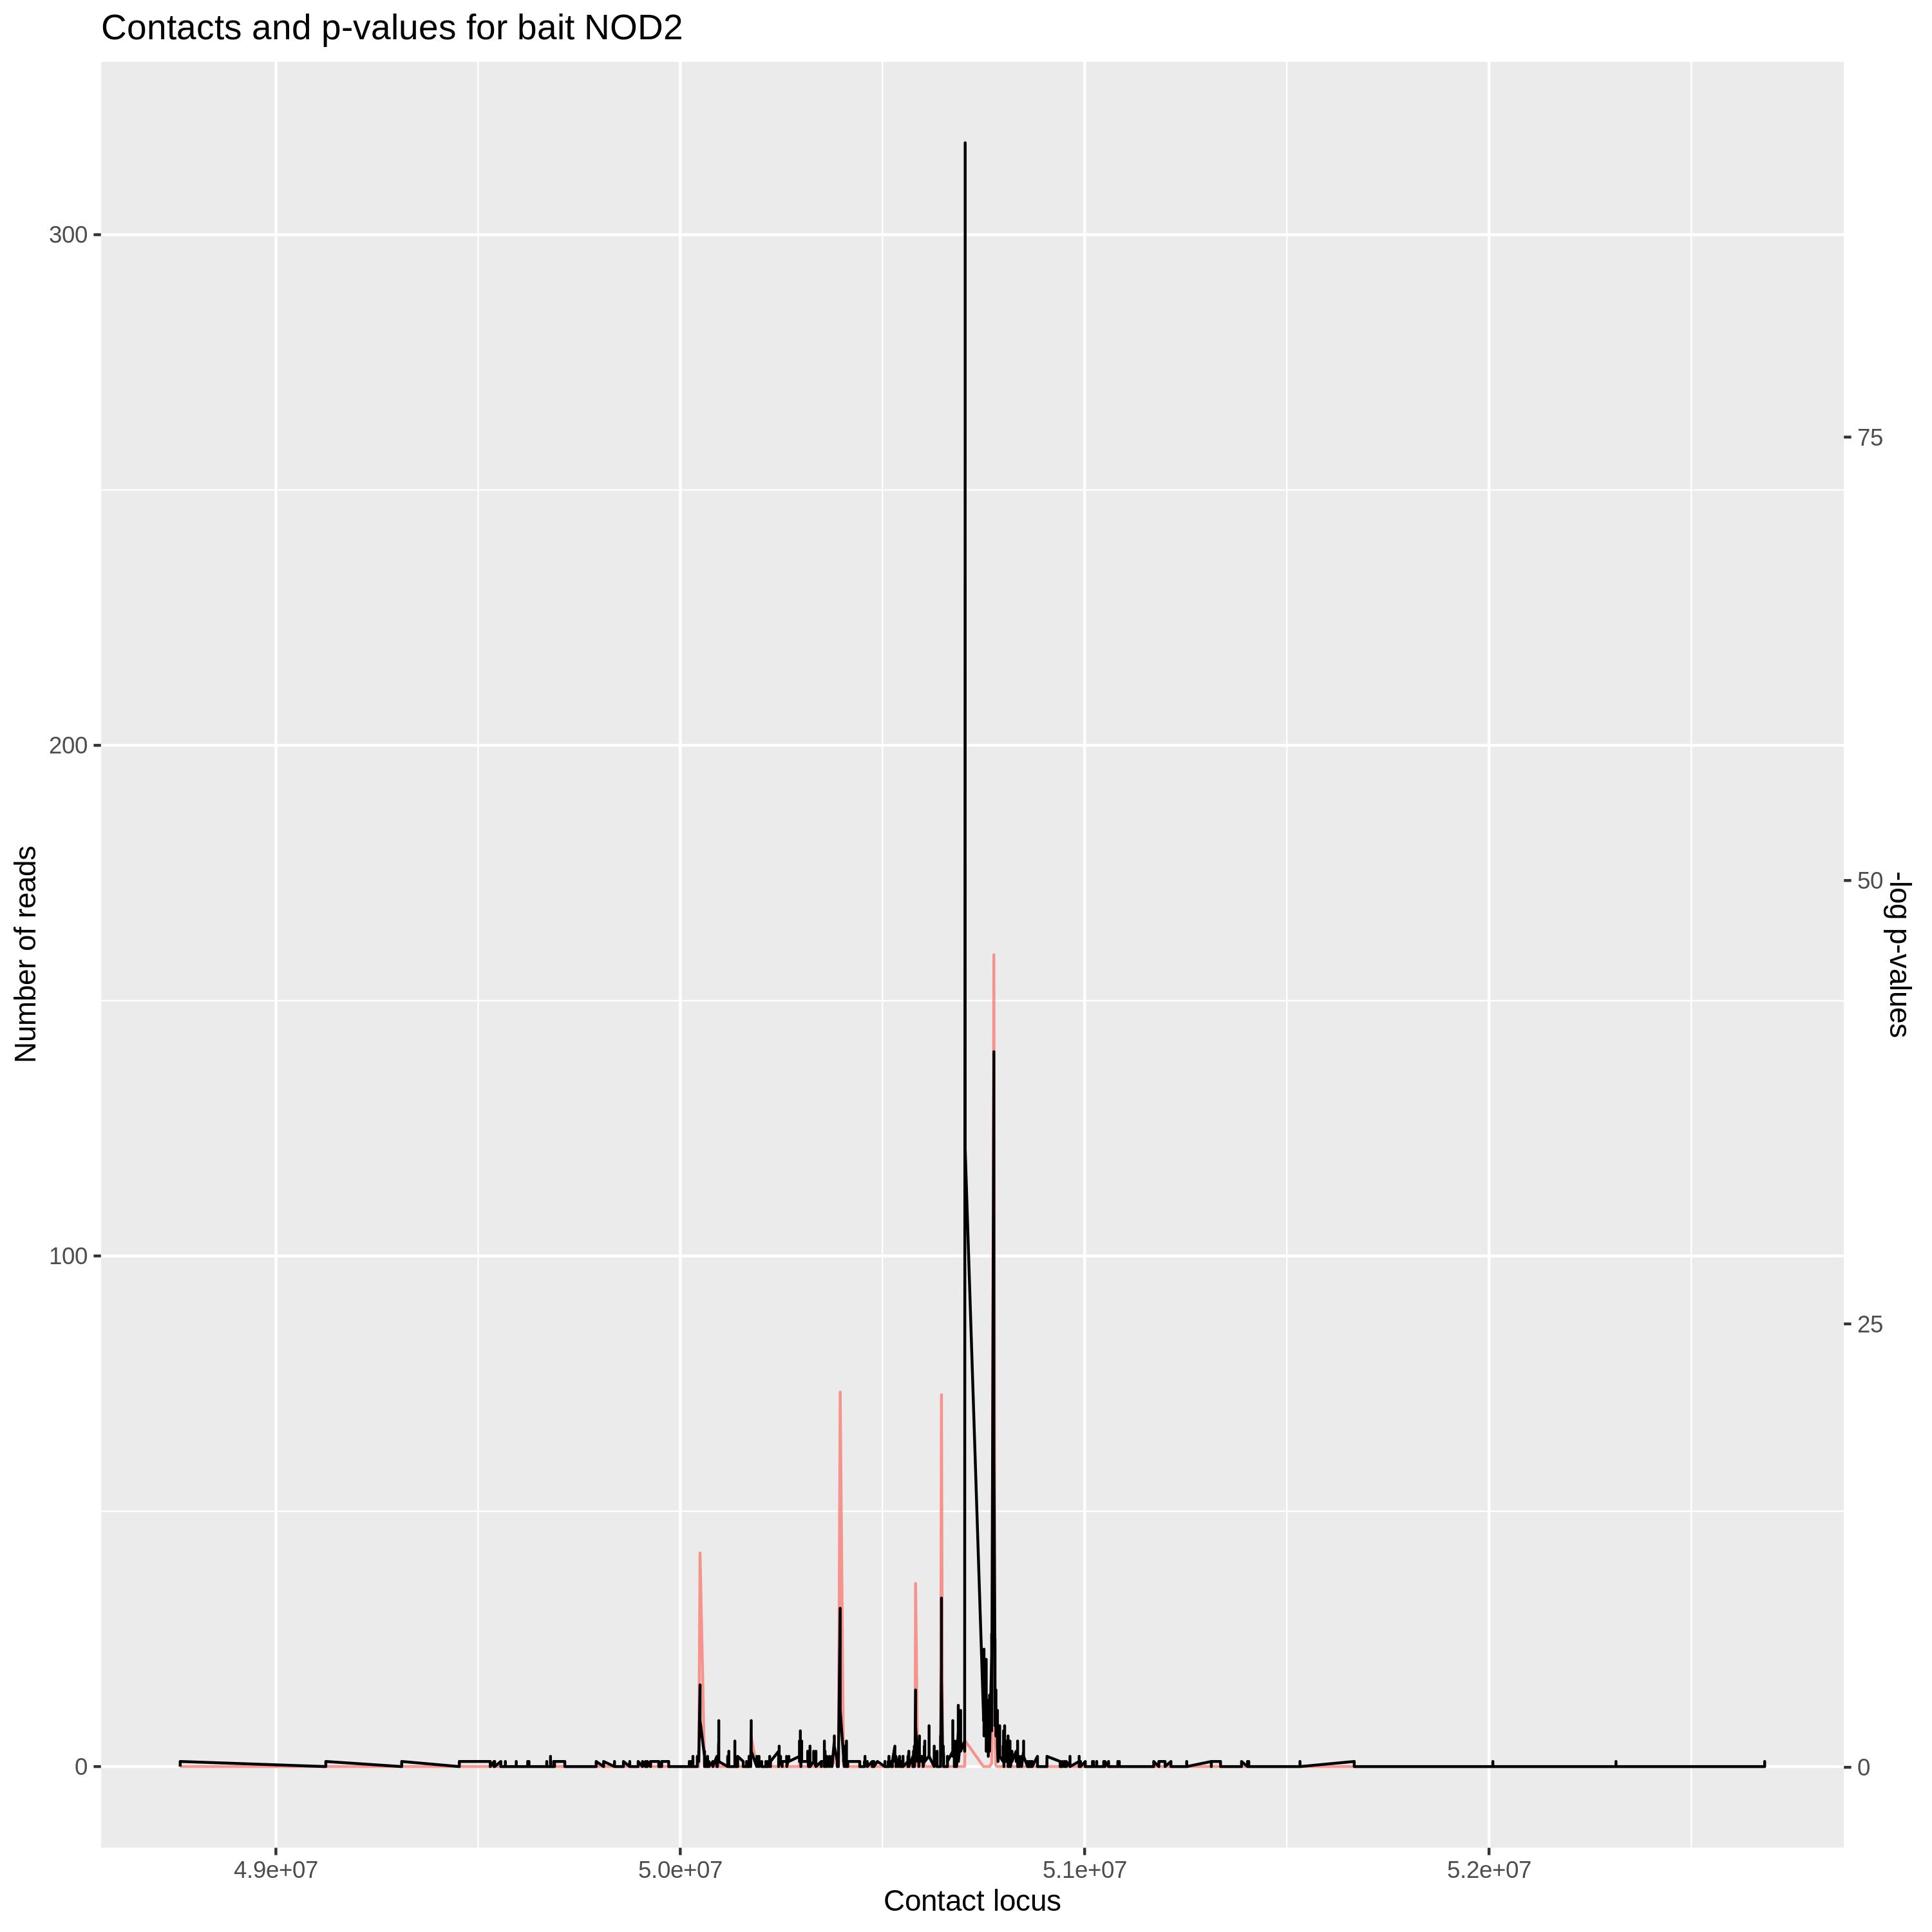 Contacts and p-values for bait NOD2
300
200
100
0
Number of reads
75
50
25
0
-log p-values
4.9e+07
5.0e+07
5.1e+07
5.2e+07
Contact locus